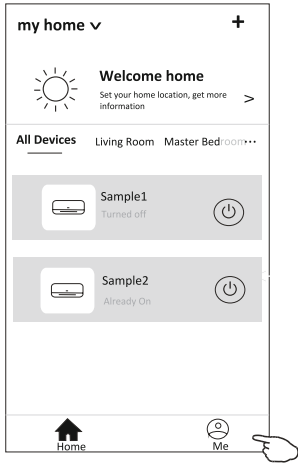 my home
Welcome home
Set your home location, get more
information
All Devices Living Room Master Bedroom...
Sample1
Turned off
Sample2
Already On
Home Me